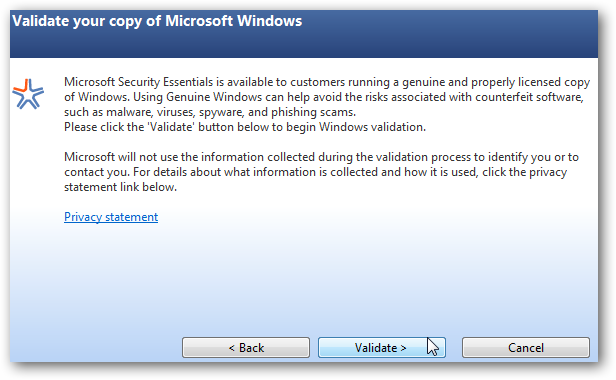 Validate your copy of Microsoft Windows
Microsoft Security Essentials is available to customers running a genuine and properly licensed copy
of Windows. Using Genuine Windows can help avoid the risks associated with counterfeit software,
such as malware, viruses, spyware, and phishing scams.
Please click the 'Validate' button below to begin Windows validation.
Microsoft will not use the information collected during the validation process to identify you or to
contact you. For details about what information is collected and how it is used, click the privacy
statement link below.
Privacy statement
< Back
Validate >
Cancel